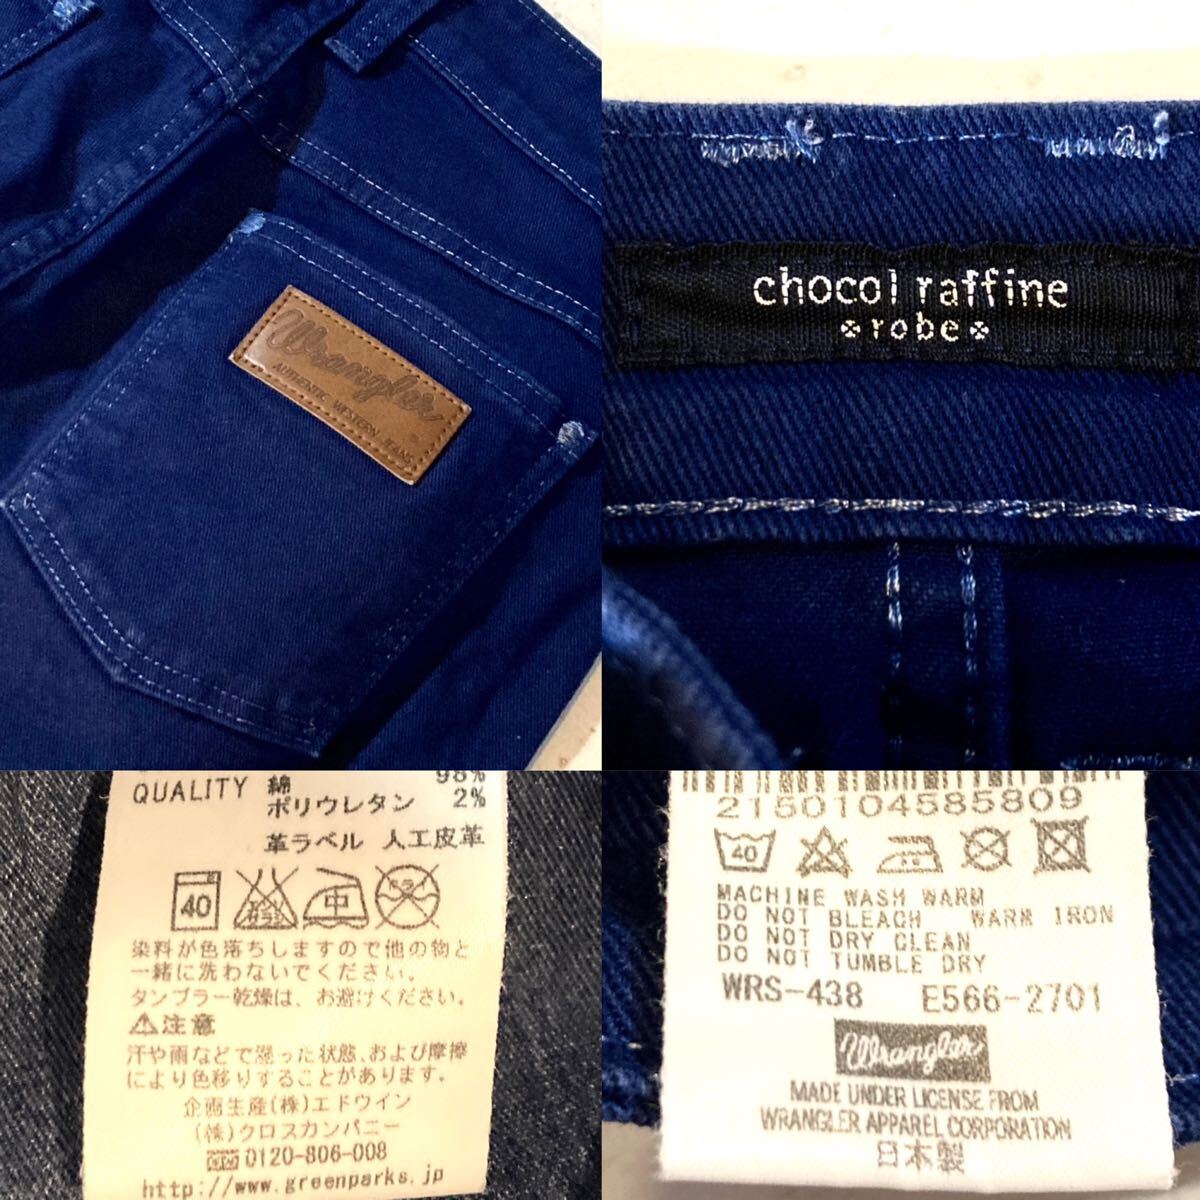 Wrangler
AUTHENTIC WESTERN JEANS
chocol raffine
robe
QUALITY 綿 98%
ポリウレタン 2%
革ラベル 人工皮革
40 中 ドライ
染料が色落ちしますので他の物と
一緒に洗わないでください。
タンブラー乾燥は、お避けください。
⚠注意
汗や雨などで湿った状態、および摩擦
により色移りすることがあります。
企画生産(株)エドウイン
(株)クロスカンパニー
0120-806-008
http://www.greenparks.jp
2150104585809
40
MACHINE WASH WARM
DO NOT BLEACH WARM IRON
DO NOT DRY CLEAN
DO NOT TUMBLE DRY
WRS-438 E566-2701
Wrangler
MADE UNDER LICENSE FROM
WRANGLER APPAREL CORPORATION
日本製